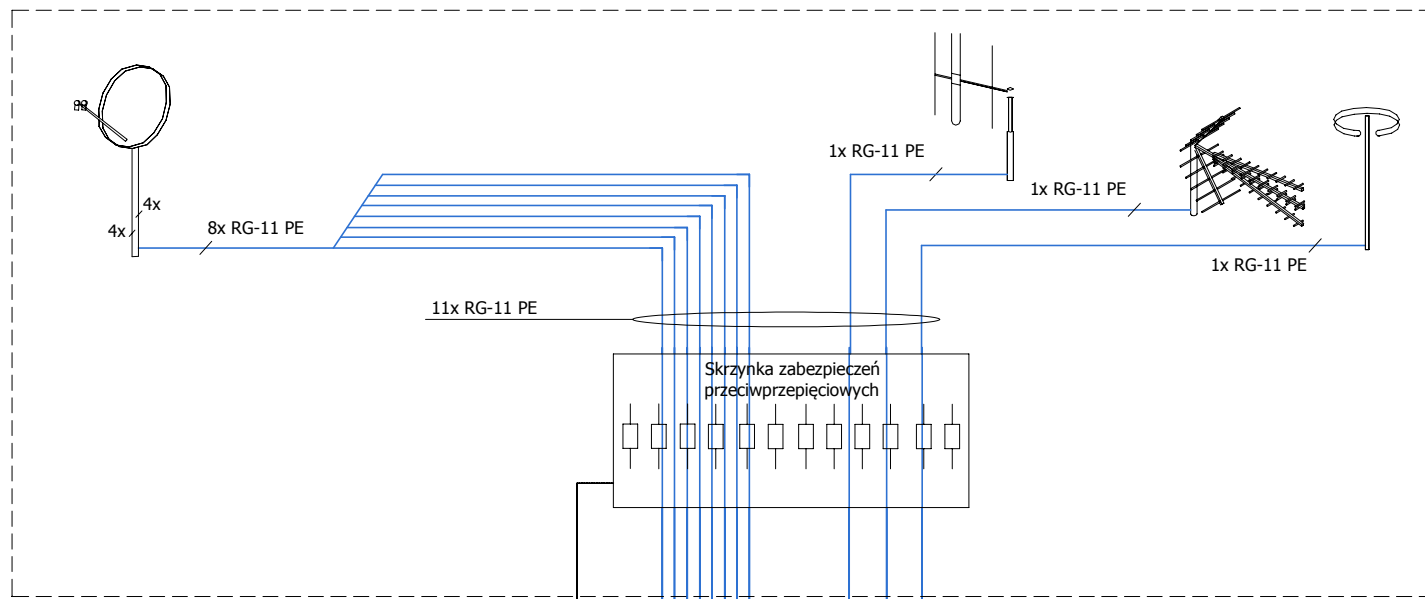 1x RG-11 PE
1x RG-11 PE
4x
4x
8x RG-11 PE
1x RG-11 PE
11x RG-11 PE
Skrzynka zabezpieczeń
przeciwprzepięciowych